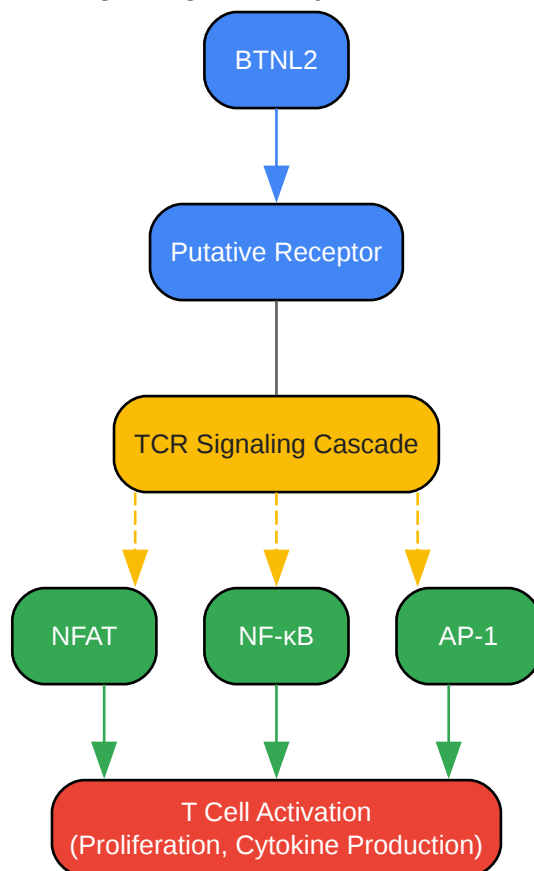 BTNL2
Putative Receptor
TCR Signaling Cascade
NFAT
NF-κB
AP-1
T Cell Activation
(Proliferation, Cytokine Production)